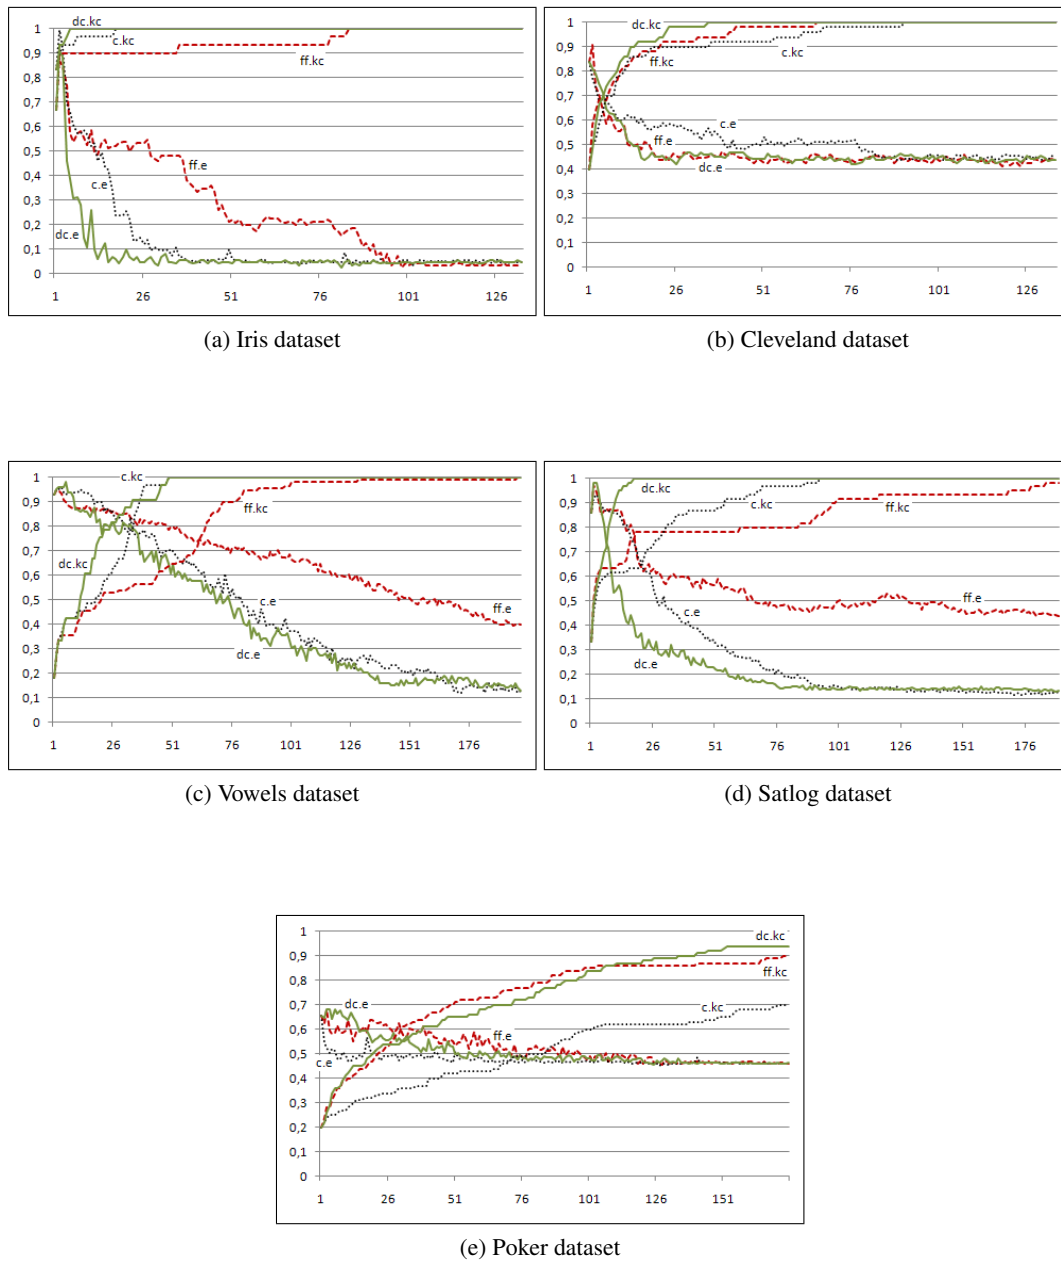 dc.kc
c.kc
ff.kc
ff.e
c.e
dc.e
1
0,9
0,8
0,7
0,6
0,5
0,4
0,3
0,2
0,1
0
1 26 51 76 101 126
(a) Iris dataset
dc.kc
c.kc
ff.kc
c.e
ff.e
dc.e
1
0,9
0,8
0,7
0,6
0,5
0,4
0,3
0,2
0,1
0
1 26 51 76 101 126
(b) Cleveland dataset
c.kc
ff.kc
dc.kc
c.e
ff.e
dc.e
1
0,9
0,8
0,7
0,6
0,5
0,4
0,3
0,2
0,1
0
1 26 51 76 101 126 151 176
(c) Vowels dataset
dc.kc
c.kc
ff.kc
ff.e
c.e
dc.e
1
0,9
0,8
0,7
0,6
0,5
0,4
0,3
0,2
0,1
0
1 26 51 76 101 126 151 176
(d) Satlog dataset
dc.kc
ff.kc
c.kc
dc.e
ff.e
c.e
1
0,9
0,8
0,7
0,6
0,5
0,4
0,3
0,2
0,1
0
1 26 51 76 101 126 151
(e) Poker dataset